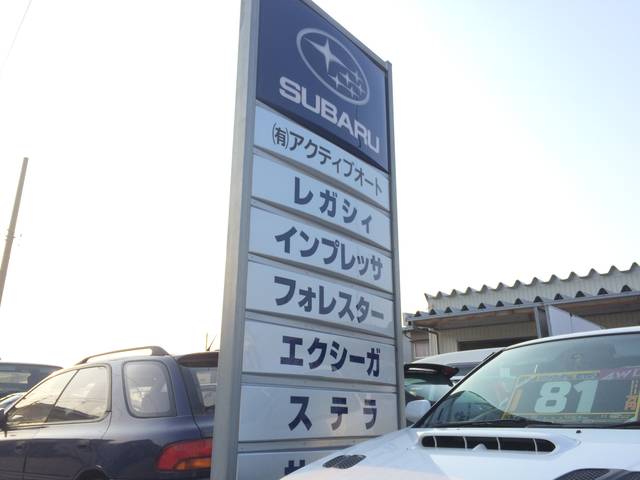 SUBARU
㈲アクティブオート
レガシィ
インプレッサ
フォレスター
エクシーガ
ステラ
81
4WD